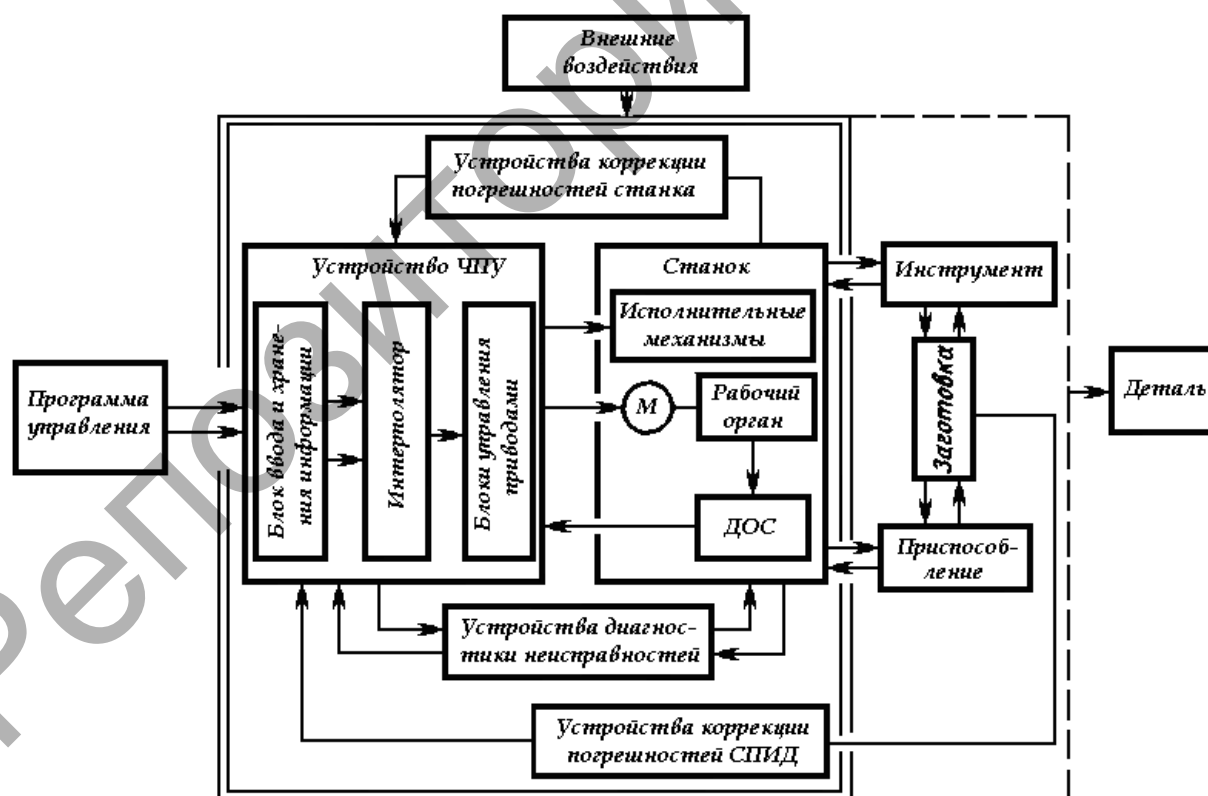 Внешние
воздействия
Устройства коррекции
погрешностей станка
Устройство ЧПУ
Блок ввода и хране-
ния информации
Интерполятор
Блоки управления
приводами
Станок
Исполнительные
механизмы
М
Рабочий
орган
ДОС
Инструмент
Заготовка
Приспособ-
ление
Программа
управления
Деталь
Устройства диагнос-
тики неисправностей
Устройства коррекции
погрешностей СПИД
Репозитори